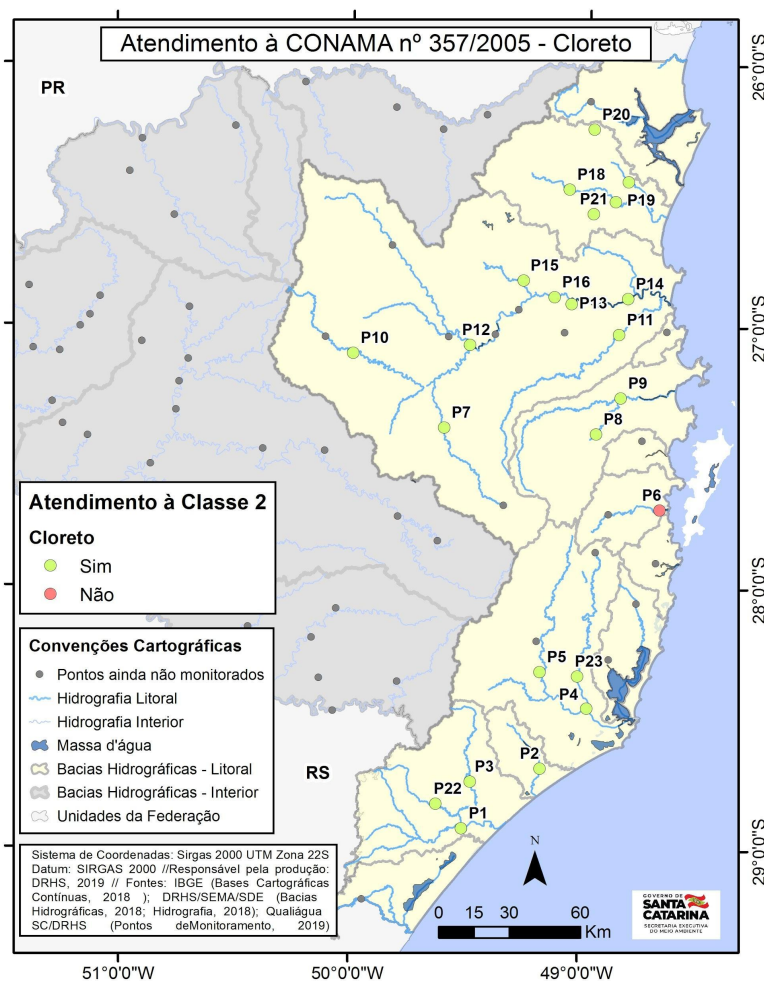 Atendimento à CONAMA nº 357/2005 - Cloreto
PR
P20
P18
P19
P21
P15
P16
P14
P13
P11
P12
P10
P9
P7
P8
P6
P5
P23
P4
P2
P3
P22
P1
RS
26°0'0"S
27°0'0"S
28°0'0"S
29°0'0"S
Atendimento à Classe 2
Cloreto
Sim
Não
Convenções Cartográficas
Pontos ainda não monitorados
Hidrografia Litoral
Hidrografia Interior
Massa d'água
Bacias Hidrográficas - Litoral
Bacias Hidrográficas - Interior
Unidades da Federação
Sistema de Coordenadas: Sirgas 2000 UTM Zona 22S
Datum: SIRGAS 2000 //Responsável pela produção:
DRHS, 2019 // Fontes: IBGE (Bases Cartográficas
Contínuas, 2018 ); DRHS/SEMA/SDE (Bacias
Hidrográficas, 2018; Hidrografia, 2018); Qualiágua
SC/DRHS (Pontos deMonitoramento, 2019)
N
0 15 30 60
Km
GOVERNO DE
SANTA
CATARINA
SECRETARIA EXECUTIVA
DO MEIO AMBIENTE
51°0'0"W
50°0'0"W
49°0'0"W